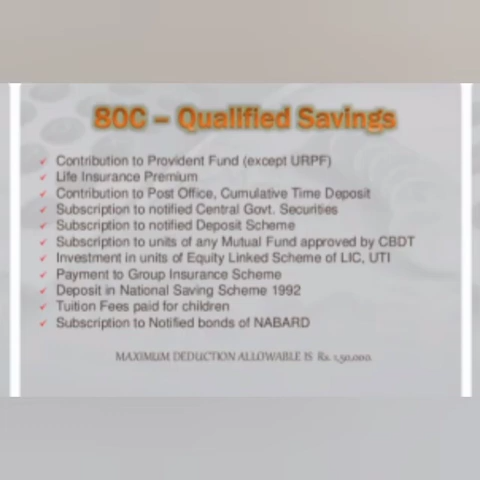 80C – Qualified Savings
✓ Contribution to Provident Fund (except URPF)
✓ Life Insurance Premium
✓ Contribution to Post Office, Cumulative Time Deposit
✓ Subscription to notified Central Govt. Securities
✓ Subscription to notified Deposit Scheme
✓ Subscription to units of any Mutual Fund approved by CBDT
✓ Investment in units of Equity Linked Scheme of LIC, UTI
✓ Payment to Group Insurance Scheme
✓ Deposit in National Saving Scheme 1992
✓ Tuition Fees paid for children
✓ Subscription to Notified bonds of NABARD
MAXIMUM DEDUCTION ALLOWABLE IS Rs. 1,50,000.